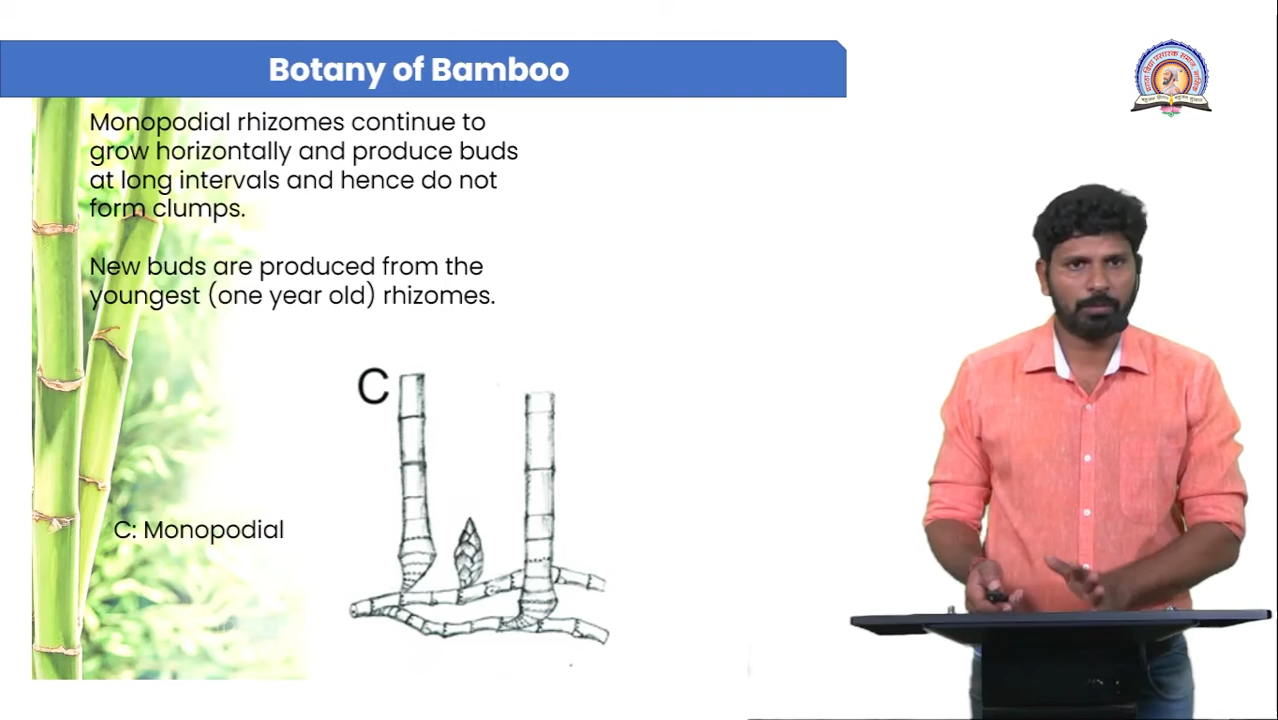 Botany of Bamboo
Monopodial rhizomes continue to
grow horizontally and produce buds
at long intervals and hence do not
form clumps.
New buds are produced from the
youngest (one year old) rhizomes.
C
C: Monopodial